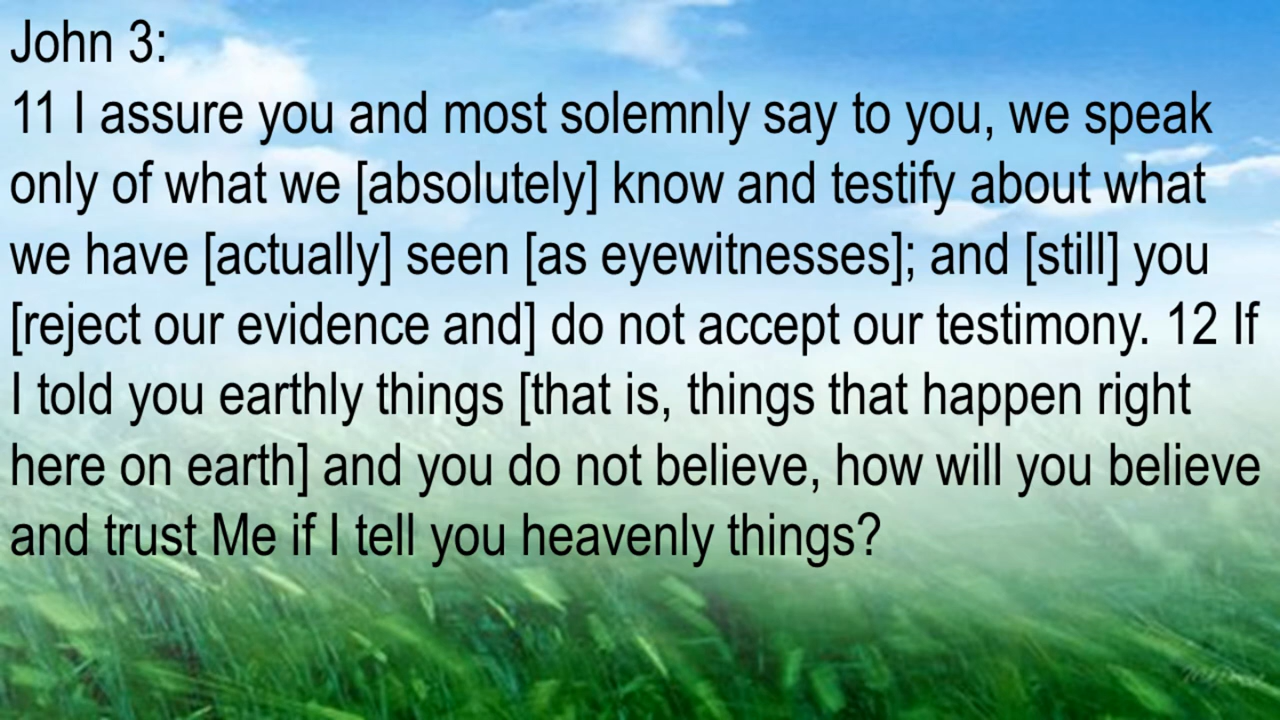 John 3:
11 I assure you and most solemnly say to you, we speak
only of what we [absolutely] know and testify about what
we have [actually] seen [as eyewitnesses]; and [still] you
[reject our evidence and] do not accept our testimony. 12 If
I told you earthly things [that is, things that happen right
here on earth] and you do not believe, how will you believe
and trust Me if I tell you heavenly things?